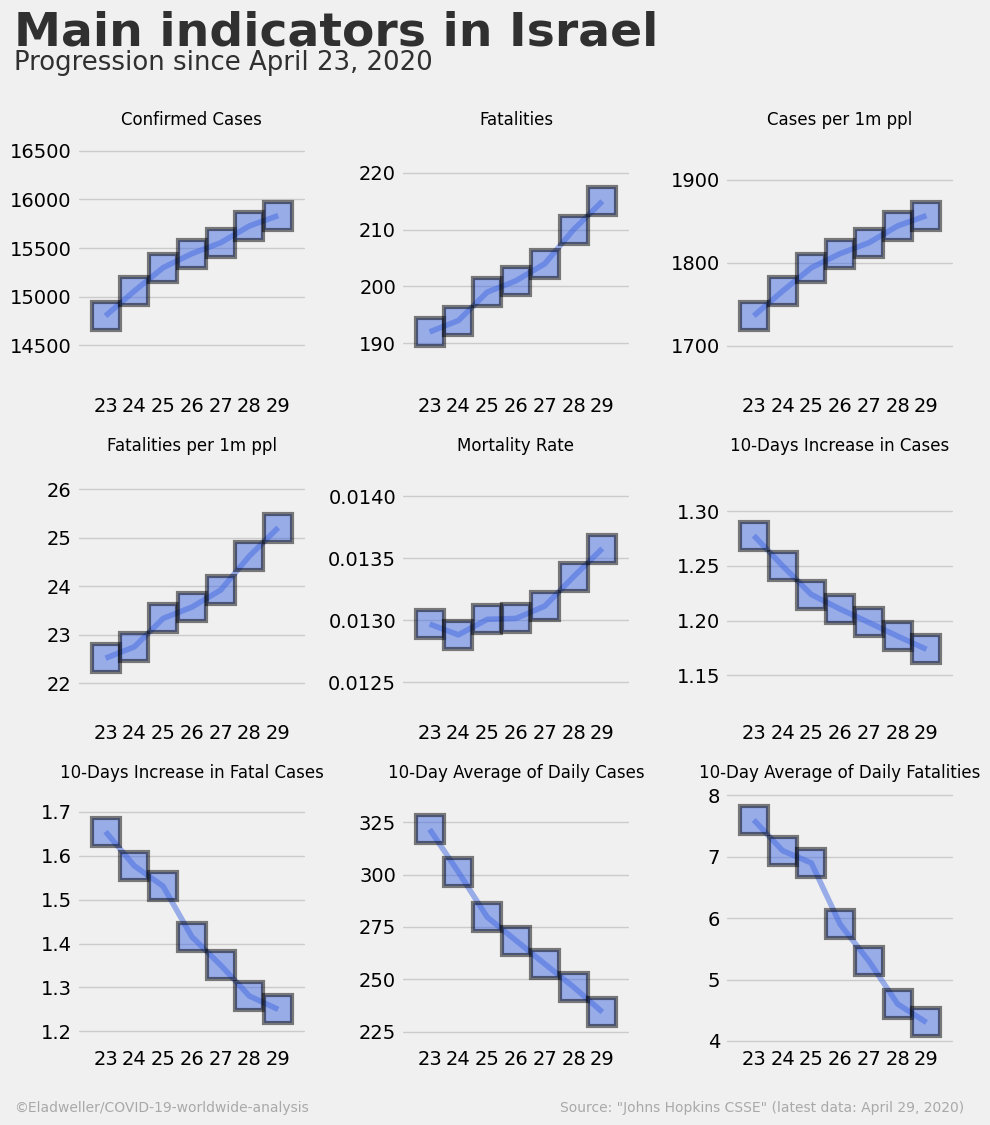 Main indicators in Israel
Progression since April 23, 2020
Confirmed Cases
16500
16000
15500
15000
14500
23 24 25 26 27 28 29
Fatalities
220
210
200
190
23 24 25 26 27 28 29
Cases per 1m ppl
1900
1800
1700
23 24 25 26 27 28 29
Fatalities per 1m ppl
26
25
24
23
22
23 24 25 26 27 28 29
Mortality Rate
0.0140
0.0135
0.0130
0.0125
23 24 25 26 27 28 29
10-Days Increase in Cases
1.30
1.25
1.20
1.15
23 24 25 26 27 28 29
10-Days Increase in Fatal Cases
1.7
1.6
1.5
1.4
1.3
1.2
23 24 25 26 27 28 29
10-Day Average of Daily Cases
325
300
275
250
225
23 24 25 26 27 28 29
10-Day Average of Daily Fatalities
8
7
6
5
4
23 24 25 26 27 28 29
©Eladweller/COVID-19-worldwide-analysis
Source: "Johns Hopkins CSSE" (latest data: April 29, 2020)